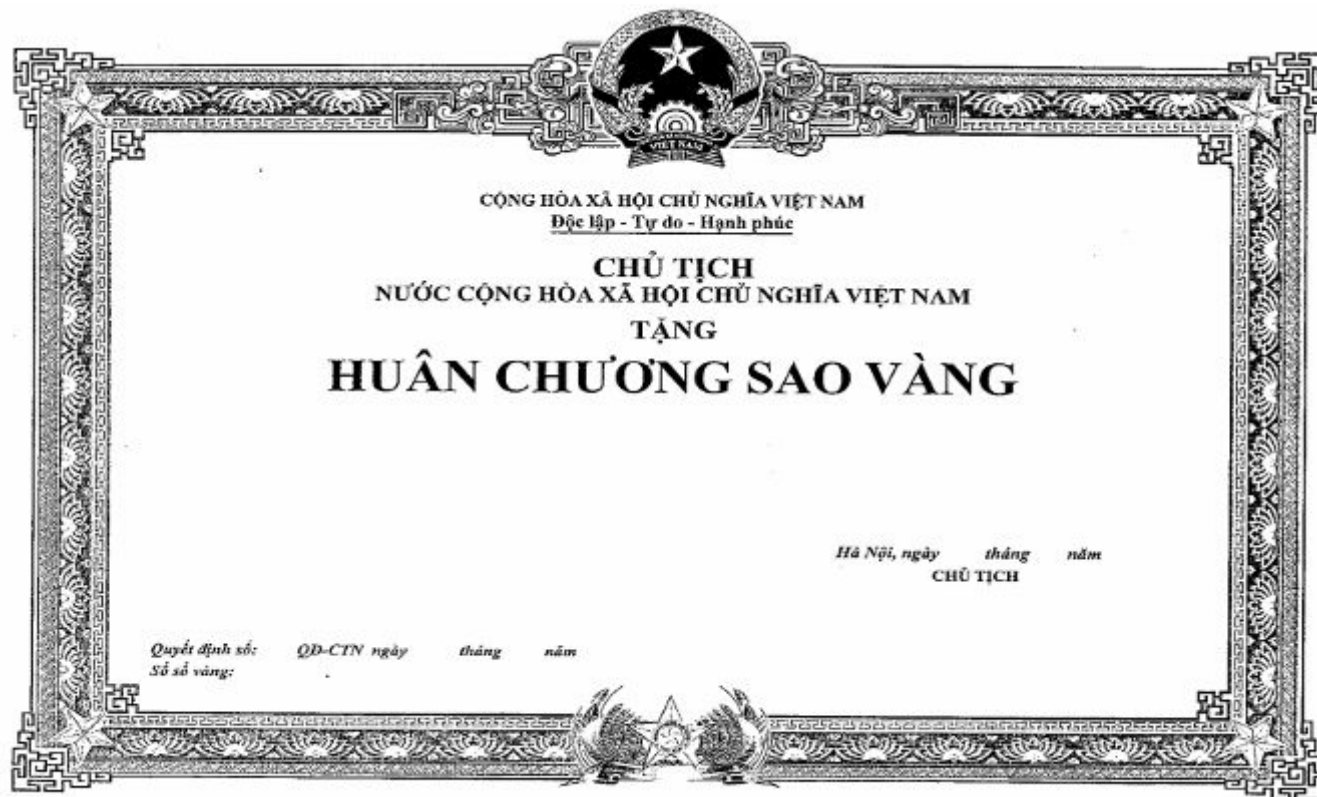 VIỆT NAM
CỘNG HÒA XÃ HỘI CHỦ NGHĨA VIỆT NAM
Độc lập - Tự do - Hạnh phúc
CHỦ TỊCH
NƯỚC CỘNG HÒA XÃ HỘI CHỦ NGHĨA VIỆT NAM
TẶNG
HUÂN CHƯƠNG SAO VÀNG
Hà Nội, ngày tháng năm
CHỦ TỊCH
Quyết định số: QĐ-CTN ngày tháng năm
Số sổ vàng: